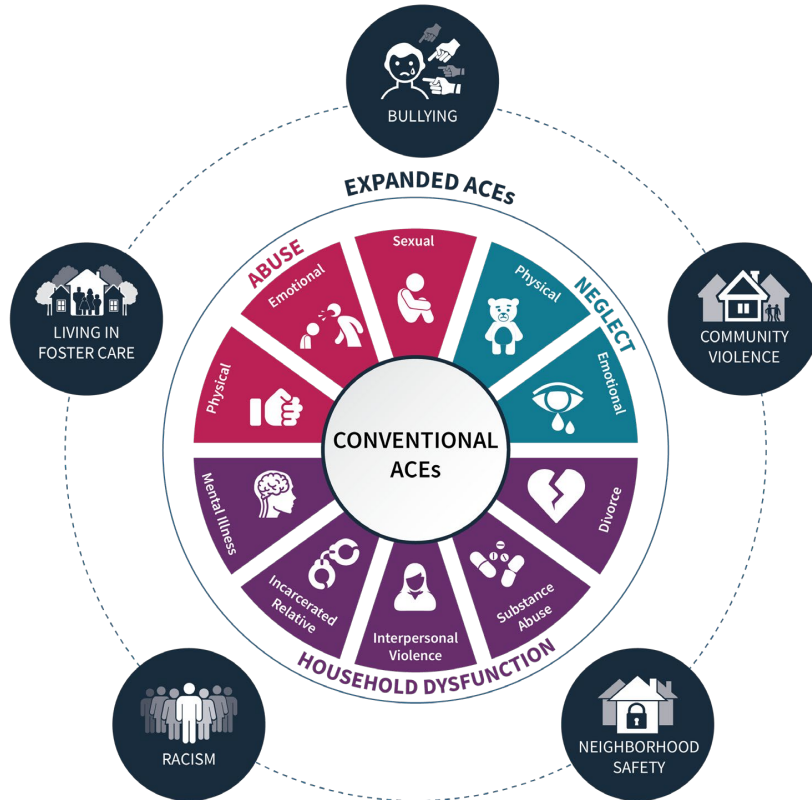 BULLYING
EXPANDED ACEs
LIVING IN
FOSTER CARE
COMMUNITY
VIOLENCE
ABUSE
NEGLECT
Physical
Emotional
Sexual
Physical
Emotional
CONVENTIONAL
ACEs
Mental Illness
Incarcerated
Relative
Interpersonal
Violence
Substance
Abuse
Divorce
HOUSEHOLD DYSFUNCTION
RACISM
NEIGHBORHOOD
SAFETY